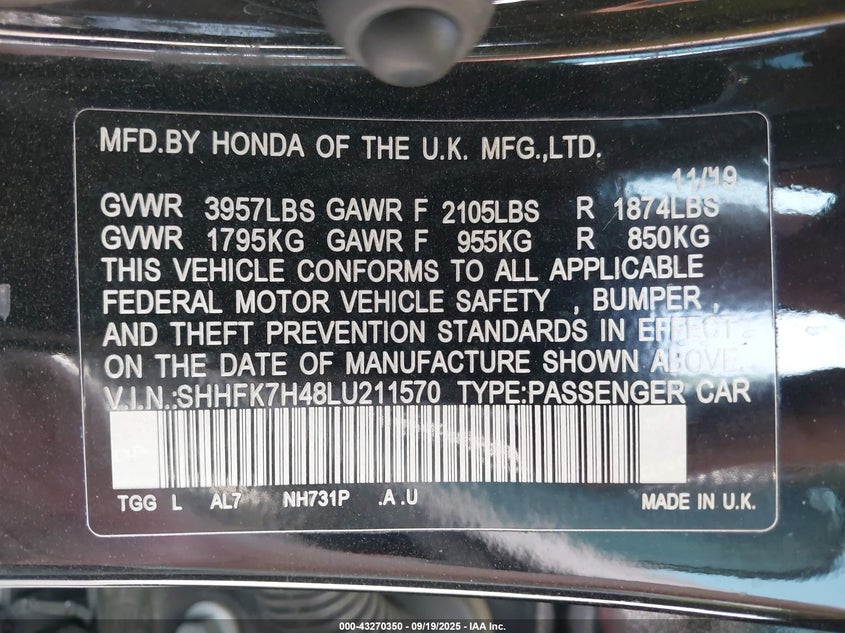 MFD.BY HONDA OF THE U.K. MFG.,LTD.
11/19
GVWR 3957LBS GAWR F 2105LBS R 1874LBS
GVWR 1795KG GAWR F 955KG R 850KG
THIS VEHICLE CONFORMS TO ALL APPLICABLE
FEDERAL MOTOR VEHICLE SAFETY , BUMPER ,
AND THEFT PREVENTION STANDARDS IN EFFECT
ON THE DATE OF MANUFACTURE SHOWN ABOVE.
V.I.N.:SHHFK7H48LU211570 TYPE:PASSENGER CAR
TGG L AL7 NH731P .A .U MADE IN U.K.
000-43270350 - 09/19/2025 - IAA Inc.